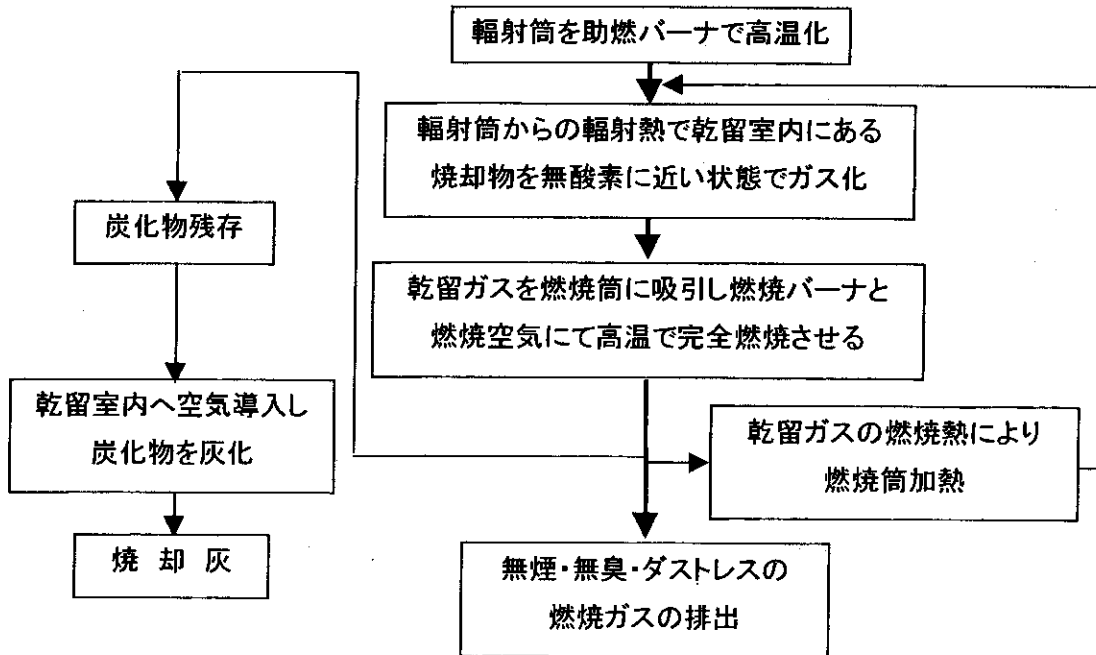 輻射筒を助燃バーナで高温化
輻射筒からの輻射熱で乾留室内にある
焼却物を無酸素に近い状態でガス化
炭化物残存
乾留ガスを燃焼筒に吸引し燃焼バーナと
燃焼空気にて高温で完全燃焼させる
乾留室内へ空気導入し
炭化物を灰化
乾留ガスの燃焼熱により
燃焼筒加熱
焼 却 灰
無煙・無臭・ダストレスの
燃焼ガスの排出